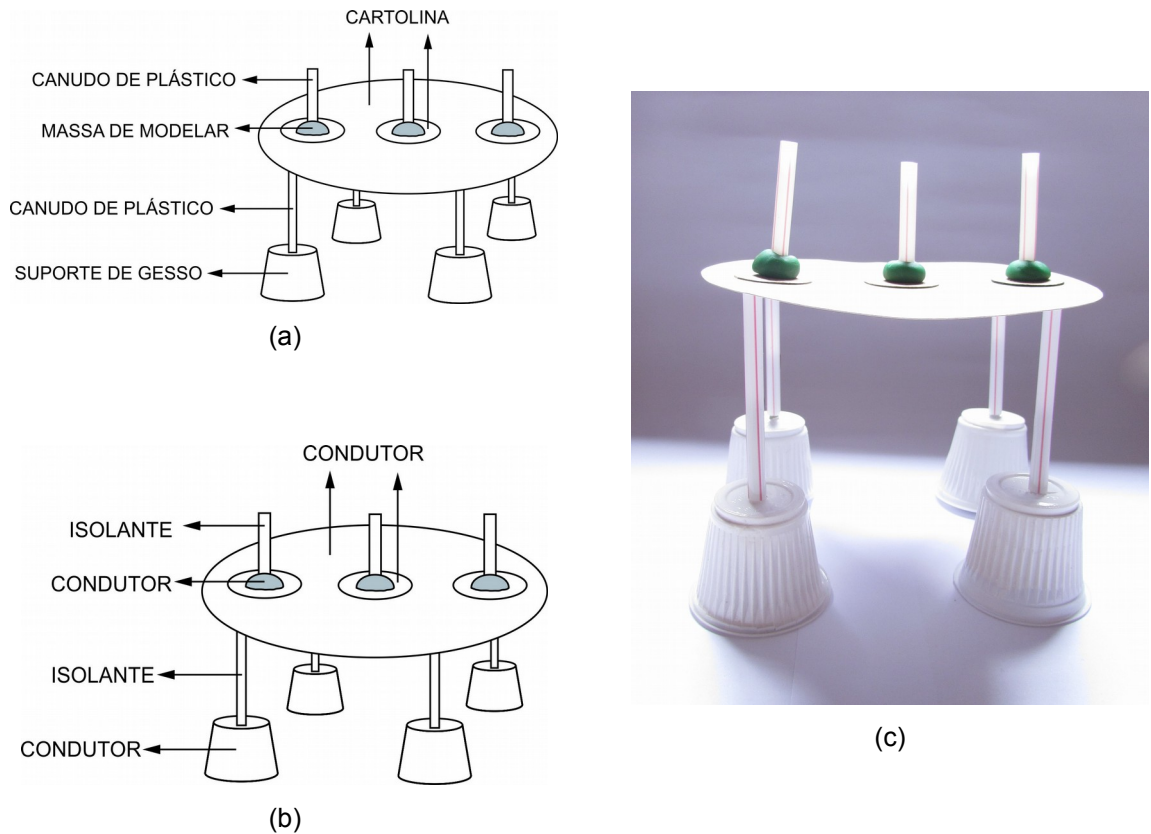 CARTOLINA
CANUDO DE PLÁSTICO
MASSA DE MODELAR
CANUDO DE PLÁSTICO
SUPORTE DE GESSO
(a)
CONDUTOR
ISOLANTE
CONDUTOR
ISOLANTE
CONDUTOR
(b)
(c)